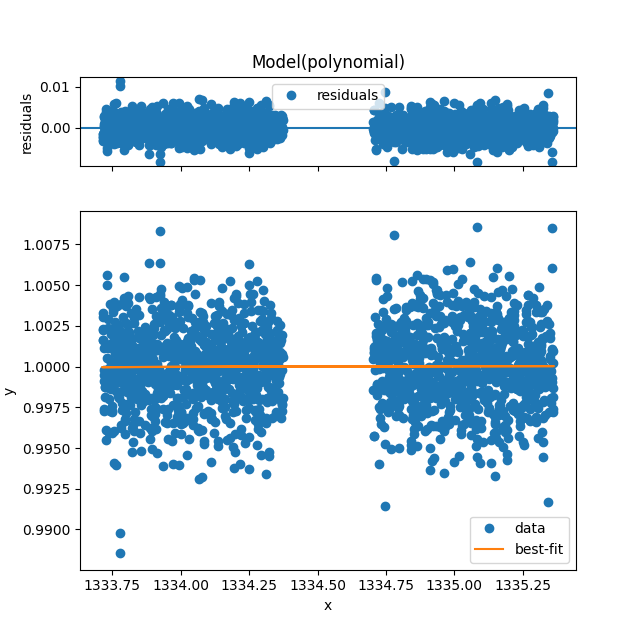 Model(polynomial)
0.01
0.00
residuals
residuals
1.0075
1.0050
1.0025
1.0000
0.9975
0.9950
0.9925
0.9900
y
data
best-fit
1333.75 1334.00 1334.25 1334.50 1334.75 1335.00 1335.25
x